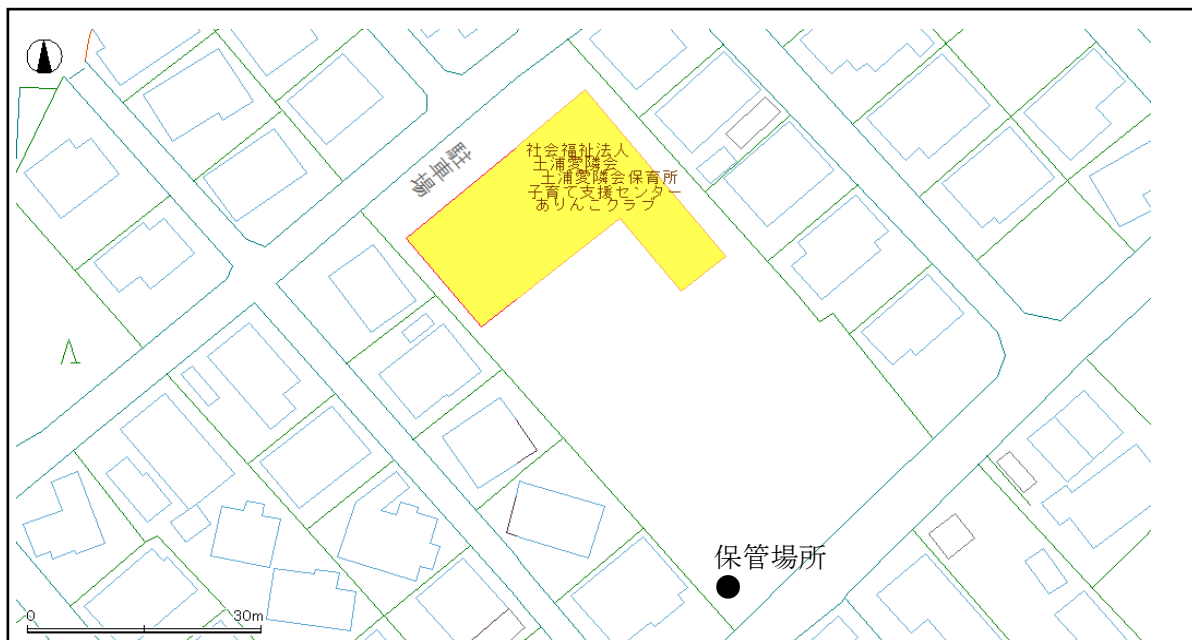 社会福祉法人
土浦愛隣会
土浦愛隣会保育所
子育て支援センター
ありんこクラブ
駐車場
保管場所
0 30m